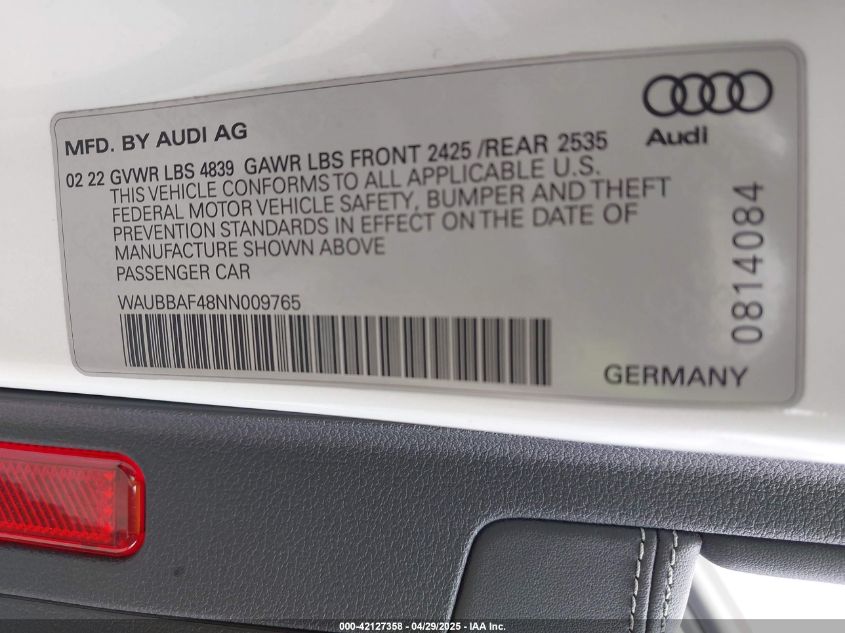 MFD. BY AUDI AG
Audi
02 22 GVWR LBS 4839 GAWR LBS FRONT 2425 /REAR 2535
THIS VEHICLE CONFORMS TO ALL APPLICABLE U.S.
FEDERAL MOTOR VEHICLE SAFETY, BUMPER AND THEFT
PREVENTION STANDARDS IN EFFECT ON THE DATE OF
MANUFACTURE SHOWN ABOVE
PASSENGER CAR
WAUBBAF48NN009765
0814084
GERMANY
000-42127358 - 04/29/2025 - IAA Inc.